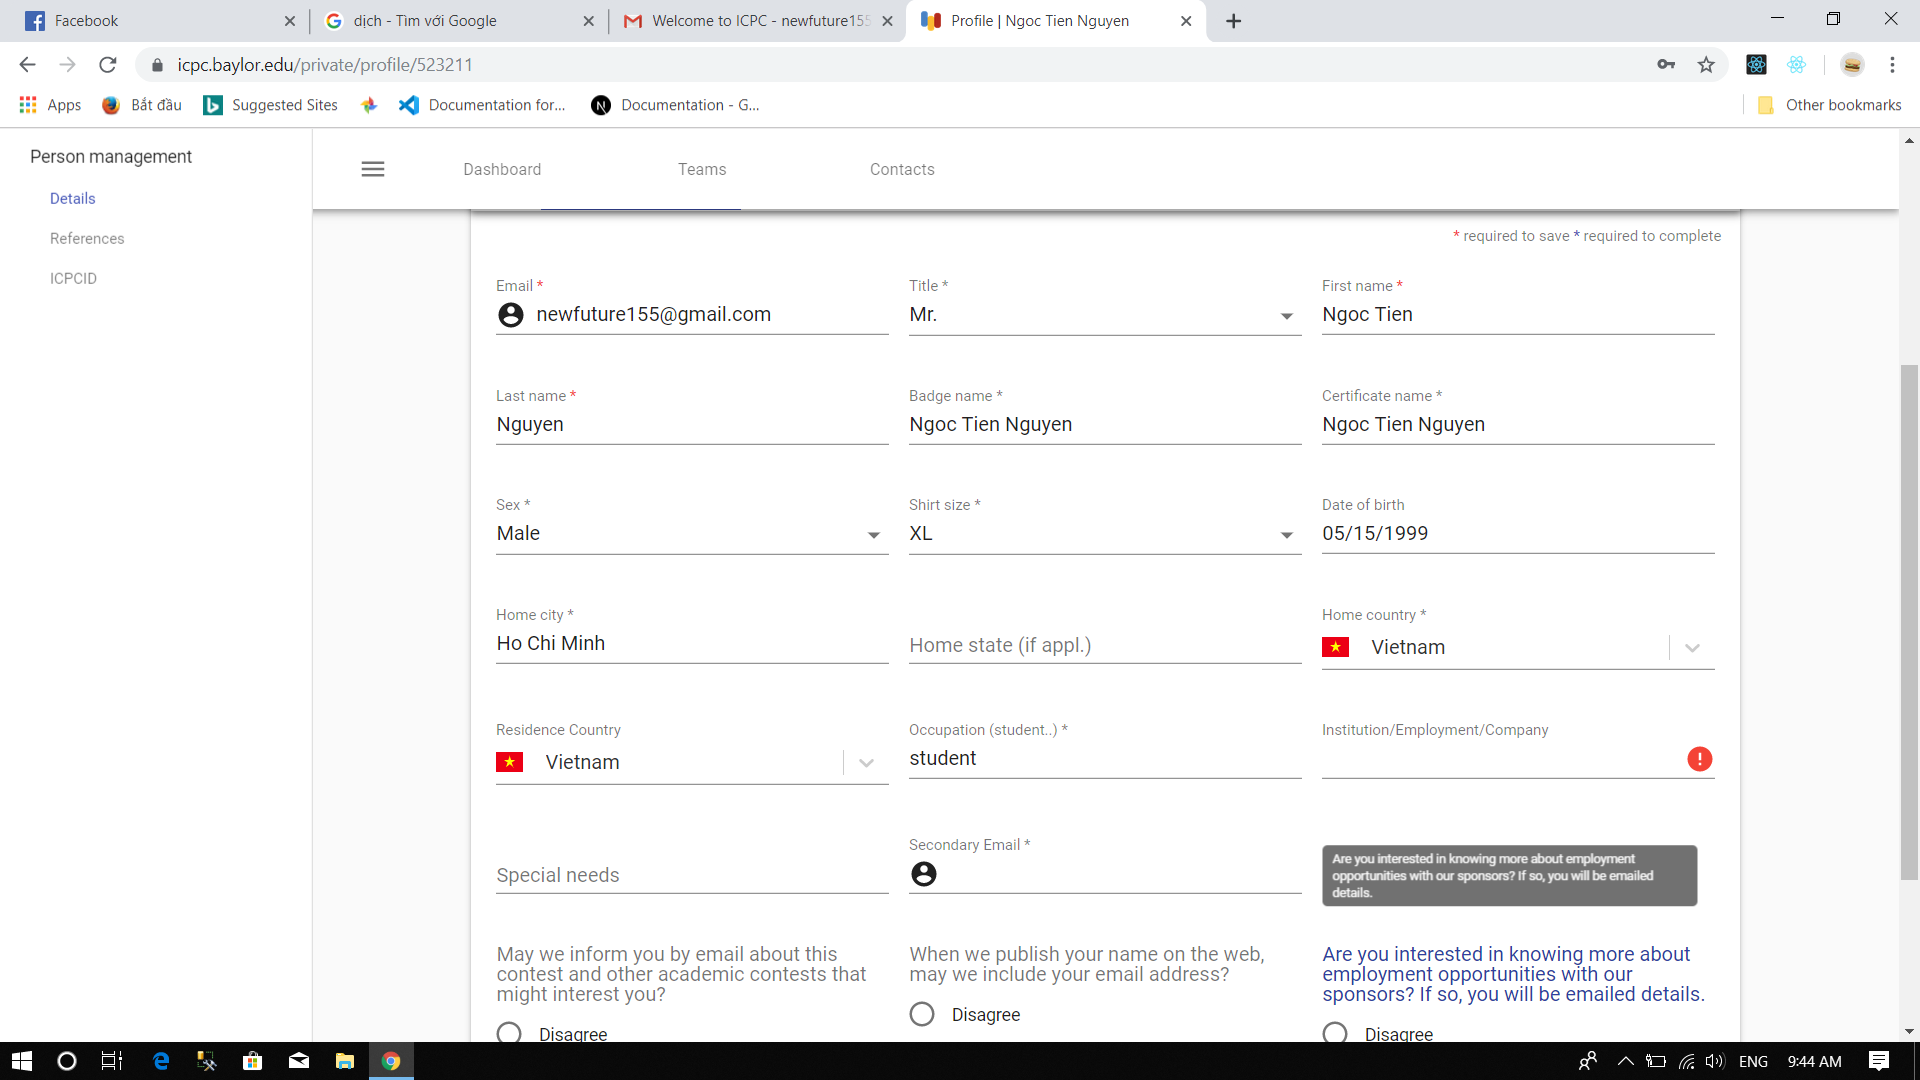 Facebook
dịch - Tìm với Google
Welcome to ICPC - newfuture155
Profile | Ngoc Tien Nguyen
icpc.baylor.edu/private/profile/523211
Apps
Bắt đầu
Suggested Sites
Documentation for...
Documentation - G...
Other bookmarks
Person management
Details
References
ICPCID
Dashboard
Teams
Contacts
* required to save * required to complete
Email *
newfuture155@gmail.com
Title *
Mr.
First name *
Ngoc Tien
Last name *
Nguyen
Badge name *
Ngoc Tien Nguyen
Certificate name *
Ngoc Tien Nguyen
Sex *
Male
Shirt size *
XL
Date of birth
05/15/1999
Home city *
Ho Chi Minh
Home state (if appl.)
Home country *
Vietnam
Residence Country
Vietnam
Occupation (student..) *
student
Institution/Employment/Company
Special needs
Secondary Email *
Are you interested in knowing more about employment
opportunities with our sponsors? If so, you will be emailed
details.
May we inform you by email about this
contest and other academic contests that
might interest you?
Disagree
When we publish your name on the web,
may we include your email address?
Disagree
Are you interested in knowing more about
employment opportunities with our
sponsors? If so, you will be emailed details.
Disagree
ENG
9:44 AM